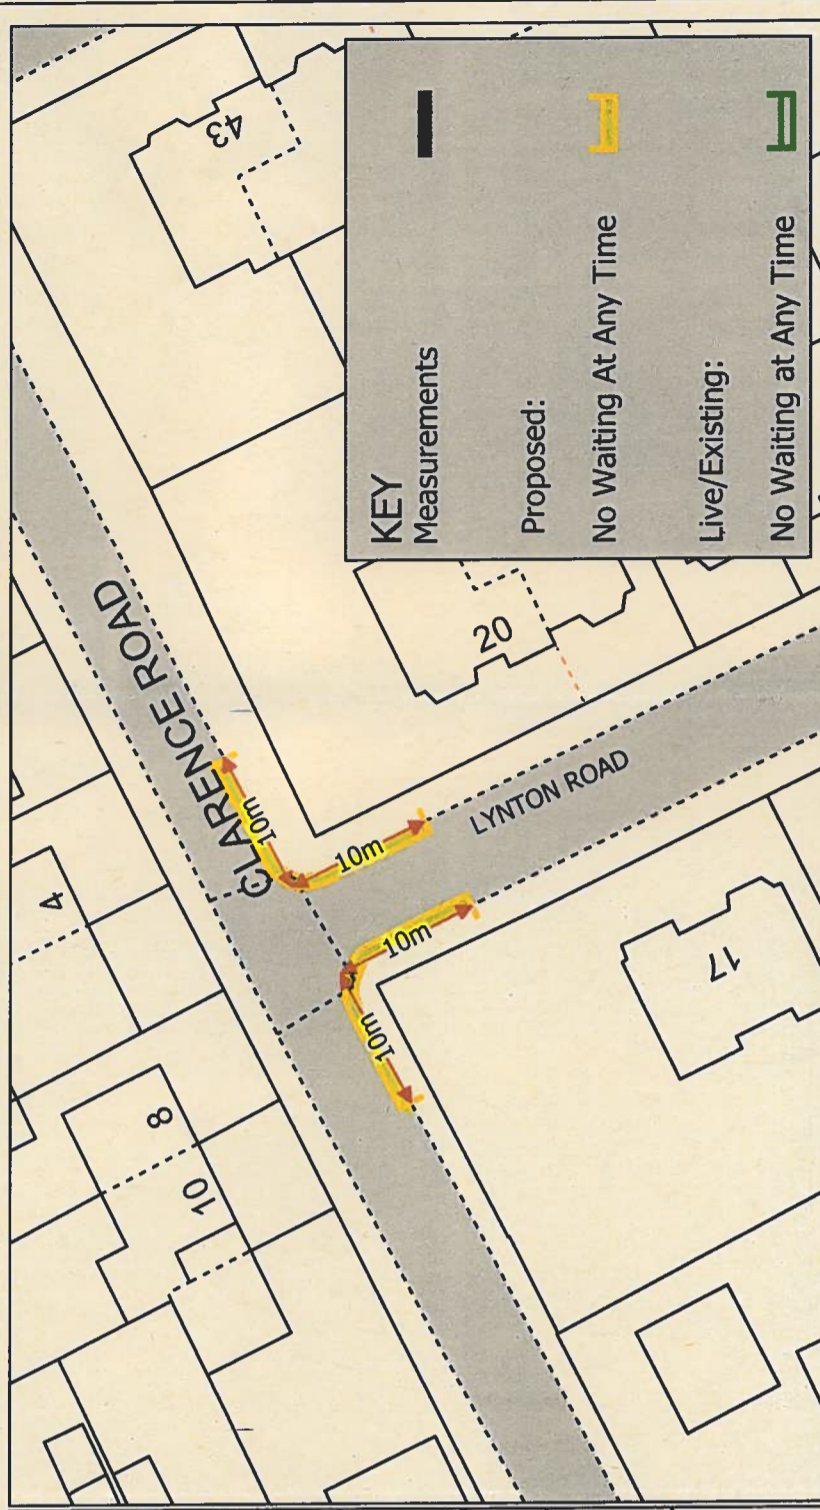 CLARENCE ROAD
LYNTON ROAD
10m
10m
10m
10m
43
20
4
8
10
17
KEY
Measurements
Proposed:
No Waiting At Any Time
Live/Existing:
No Waiting at Any Time